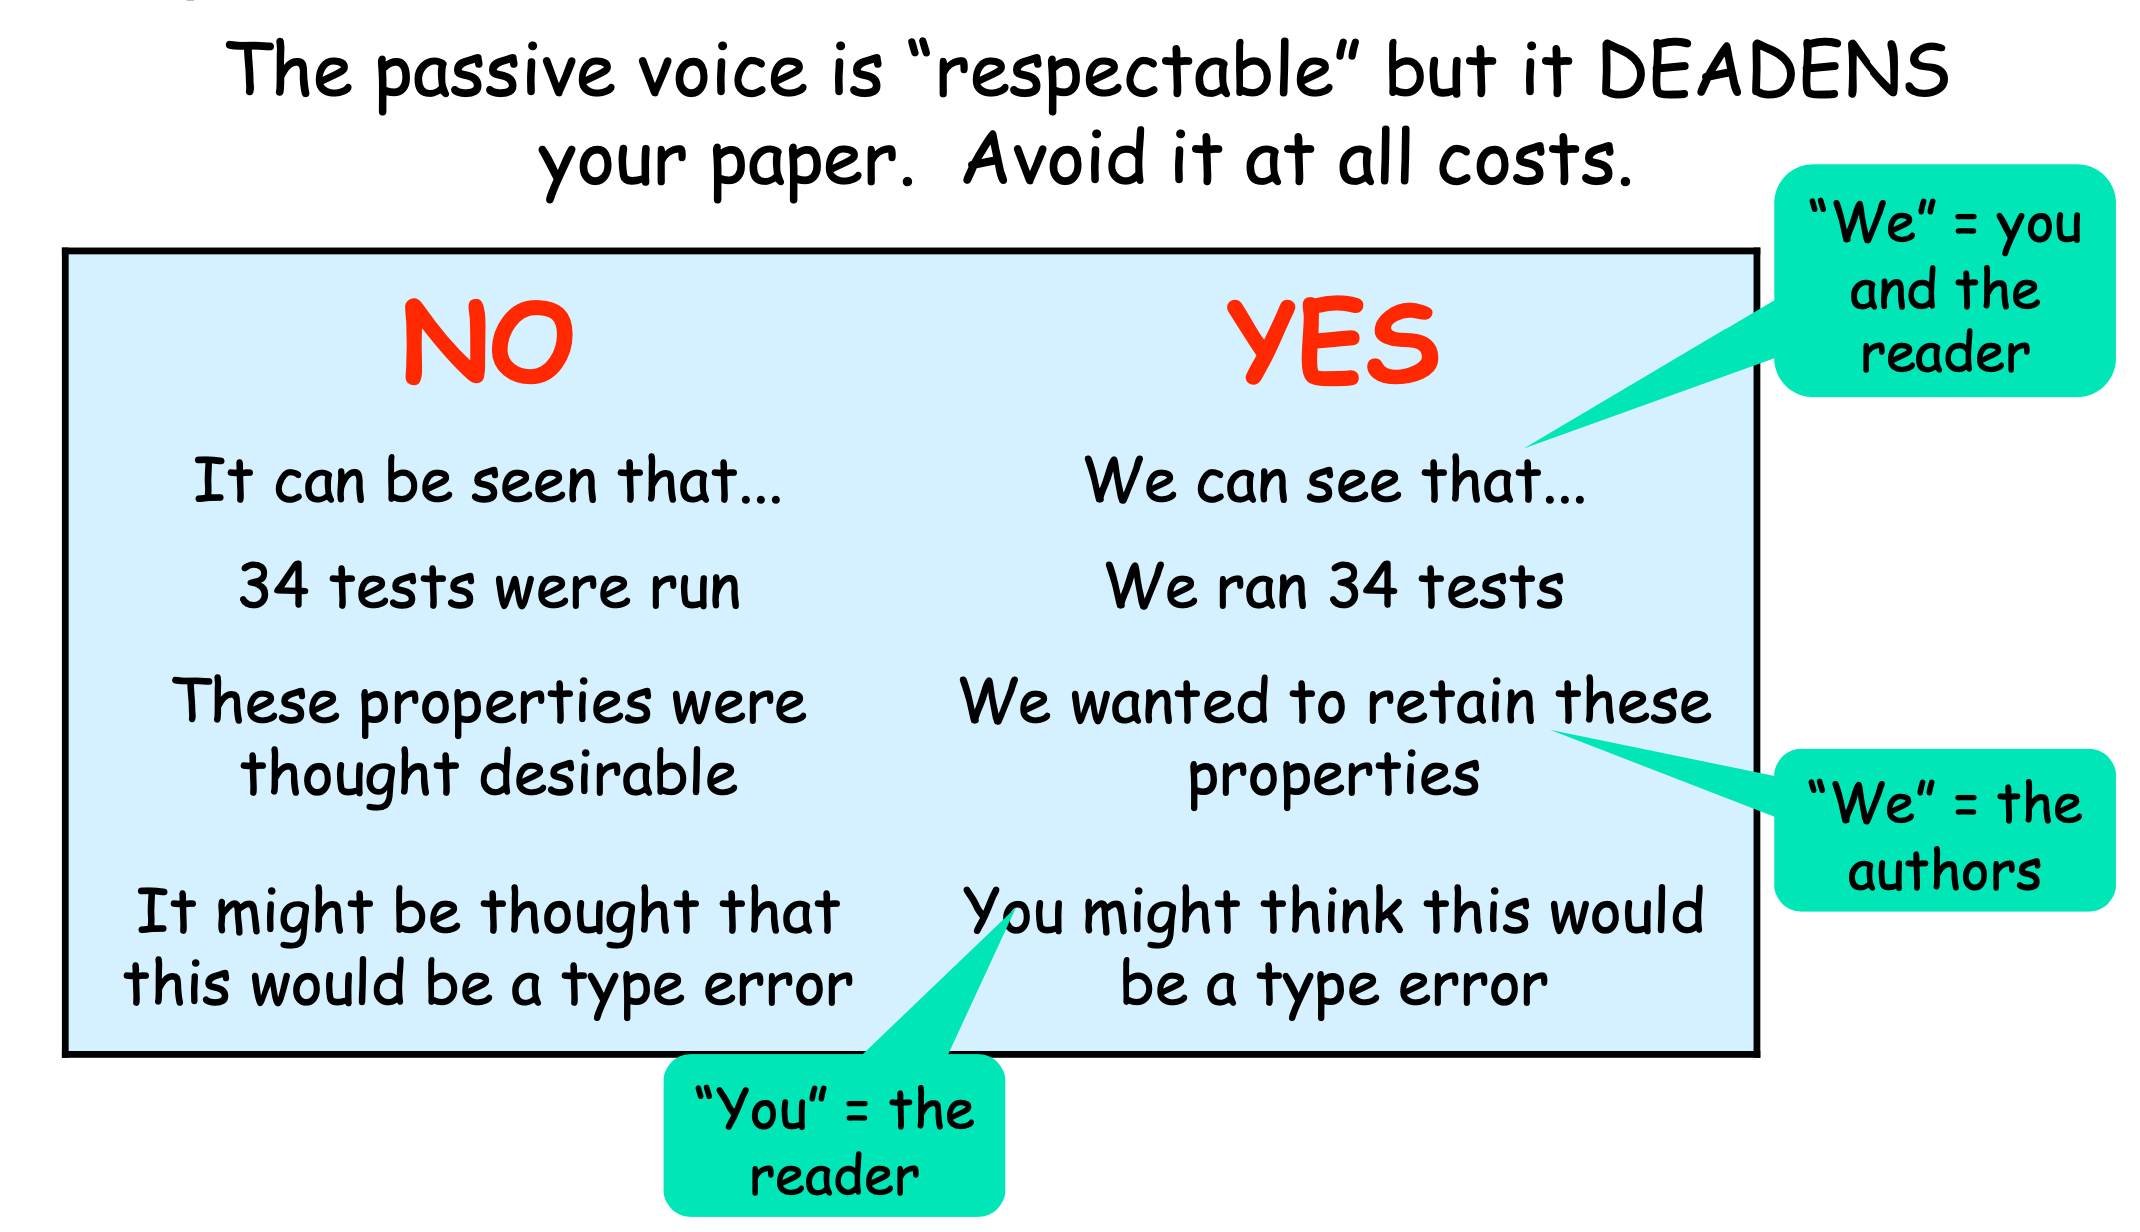 The passive voice is “respectable” but it DEADENS
your paper.  Avoid it at all costs.
“We” = you
and the
reader
NO
YES
It can be seen that...
We can see that...
34 tests were run
We ran 34 tests
These properties were
thought desirable
We wanted to retain these
properties
“We” = the
authors
It might be thought that
this would be a type error
You might think this would
be a type error
“You” = the
reader